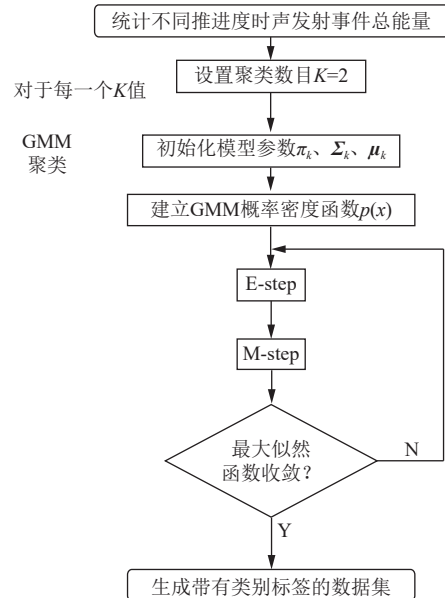 统计不同推进度时声发射事件总能量
设置聚类数目K=2
对于每一个K值
GMM
聚类
初始化模型参数πk、Σk、μk
建立GMM概率密度函数p(x)
E-step
M-step
最大似然
函数收敛?
N
Y
生成带有类别标签的数据集